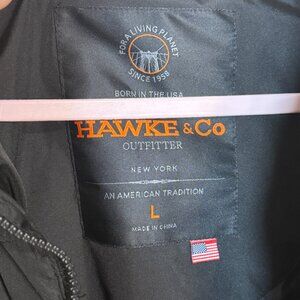 FOR A LIVING PLANET
SINCE 1958
BORN IN THE USA
HAWKE & Co
OUTFITTER
NEW YORK
AN AMERICAN TRADITION
L
MADE IN CHINA